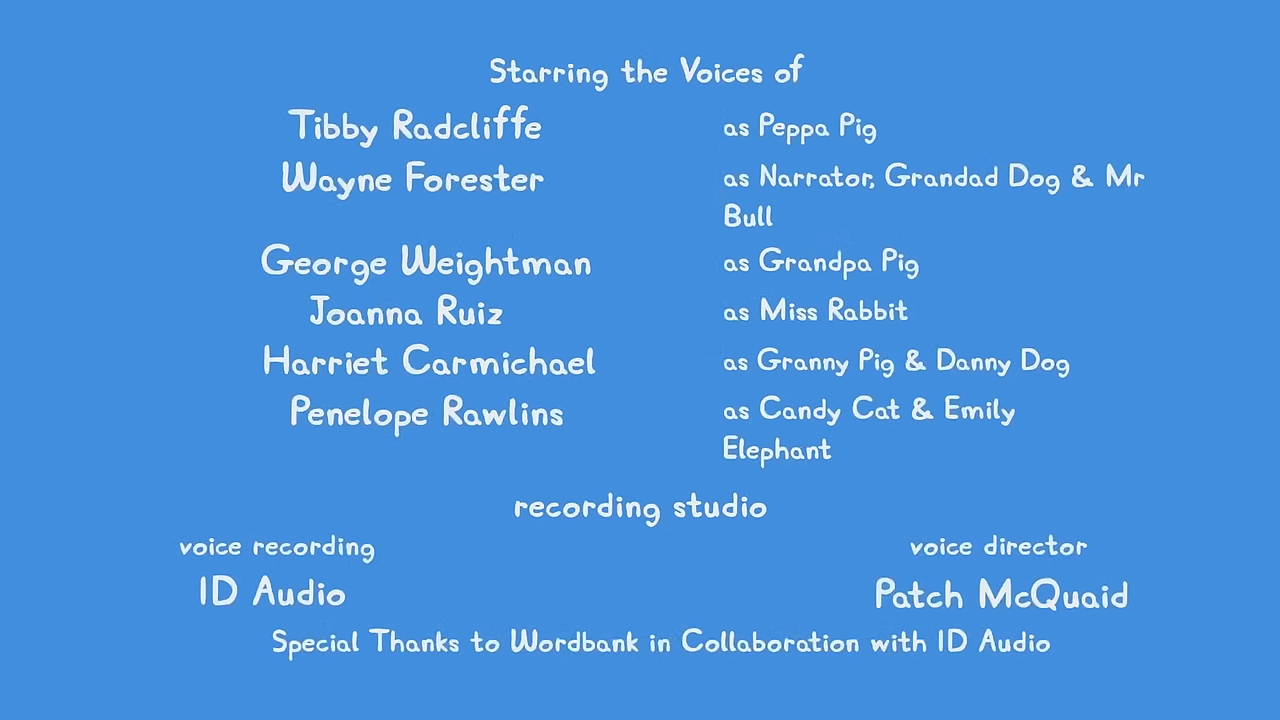 Starring the Voices of
Tibby Radcliffe as Peppa Pig
Wayne Forester as Narrator, Grandad Dog & Mr
Bull
George Weightman as Grandpa Pig
Joanna Ruiz as Miss Rabbit
Harriet Carmichael as Granny Pig & Danny Dog
Penelope Rawlins as Candy Cat & Emily
Elephant
recording studio
voice recording voice director
ID Audio Patch McQuaid
Special Thanks to Wordbank in Collaboration with ID Audio